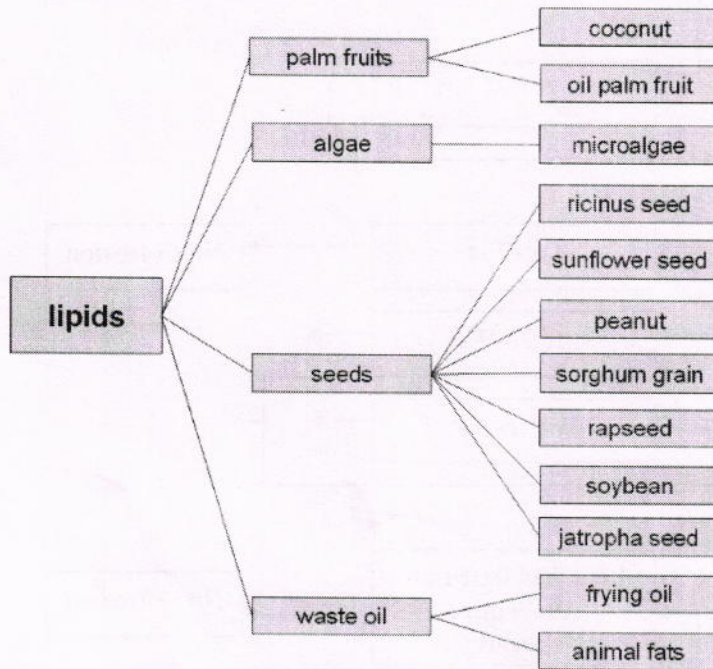 coconut
palm fruits
oil palm fruit
algae
microalgae
ricinus seed
sunflower seed
lipids
peanut
seeds
sorghum grain
rapseed
soybean
jatropha seed
frying oil
waste oil
animal fats